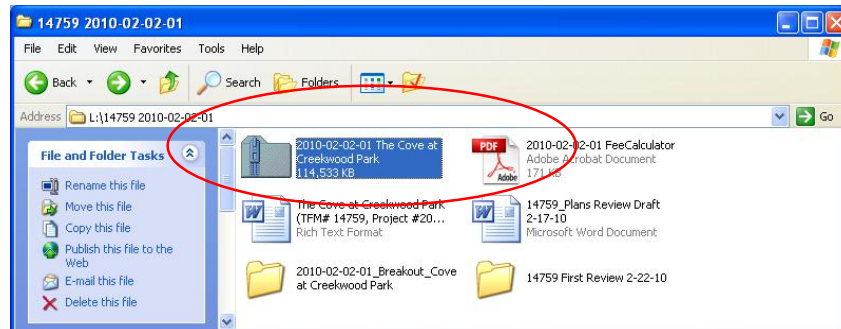 14759 2010-02-02-01
File Edit View Favorites Tools Help
Back Search Folders
Address L:\14759 2010-02-02-01 Go
File and Folder Tasks
Rename this file
Move this file
Copy this file
Publish this file to the
Web
E-mail this file
Delete this file
2010-02-02-01 The Cove at
Creekwood Park
114,533 KB
PDF
Adobe
2010-02-02-01 FeeCalculator
Adobe Acrobat Document
171 KB
The Cove at Creekwood Park
(TFM# 14759, Project #20...
Rich Text Format
14759_Plans Review Draft
2-17-10
Microsoft Word Document
2010-02-02-01_Breakout_Cove
at Creekwood Park
14759 First Review 2-22-10